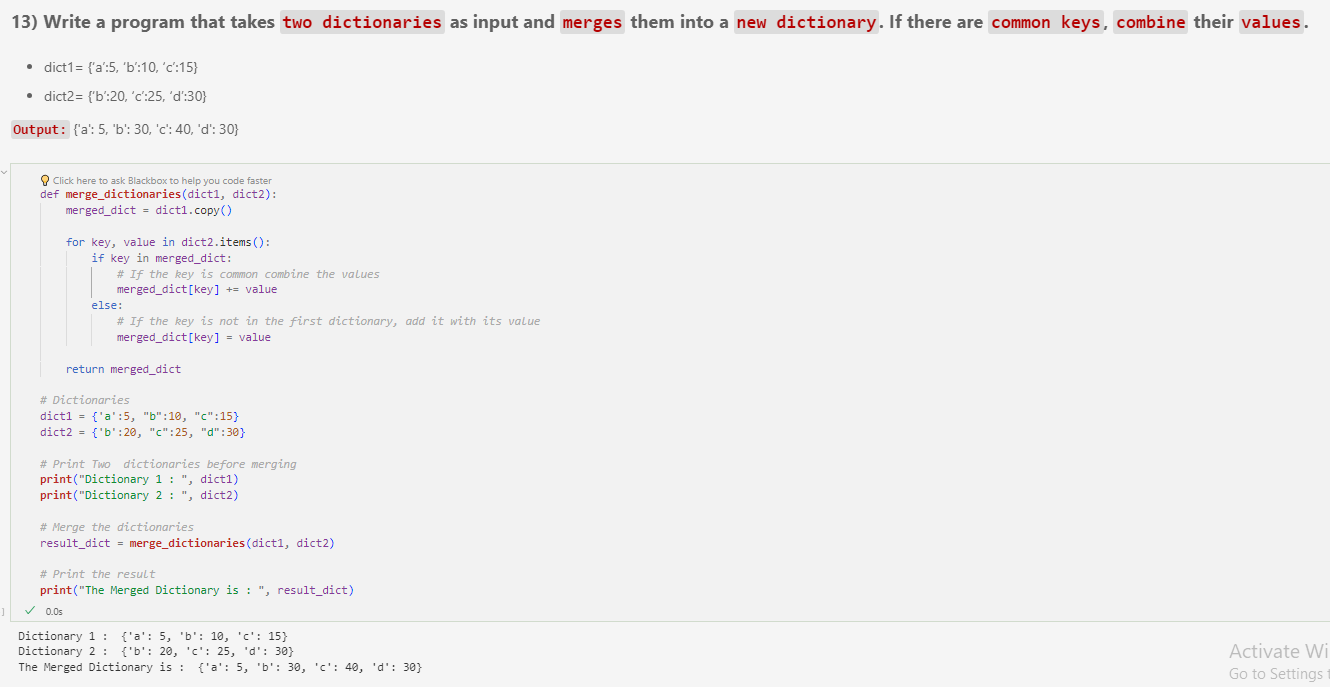 13) Write a program that takes two dictionaries as input and merges them into a new dictionary. If there are common keys, combine their values.
• dict1= {'a':5, 'b':10, 'c':15}
• dict2= {'b':20, 'c':25, 'd':30}
Output: {'a': 5, 'b': 30, 'c': 40, 'd': 30}
Click here to ask Blackbox to help you code faster
def merge_dictionaries(dict1, dict2):
    merged_dict = dict1.copy()
    for key, value in dict2.items():
        if key in merged_dict:
            # If the key is common combine the values
            merged_dict[key] += value
        else:
            # If the key is not in the first dictionary, add it with its value
            merged_dict[key] = value
    return merged_dict
# Dictionaries
dict1 = {'a':5, "b":10, "c":15}
dict2 = {'b':20, "c":25, "d":30}
# Print Two  dictionaries before merging
print("Dictionary 1 : ", dict1)
print("Dictionary 2 : ", dict2)
# Merge the dictionaries
result_dict = merge_dictionaries(dict1, dict2)
# Print the result
print("The Merged Dictionary is : ", result_dict)
] ✓ 0.0s
Dictionary 1 :  {'a': 5, 'b': 10, 'c': 15}
Dictionary 2 :  {'b': 20, 'c': 25, 'd': 30}
The Merged Dictionary is :  {'a': 5, 'b': 30, 'c': 40, 'd': 30}
Activate Wi
Go to Settings t